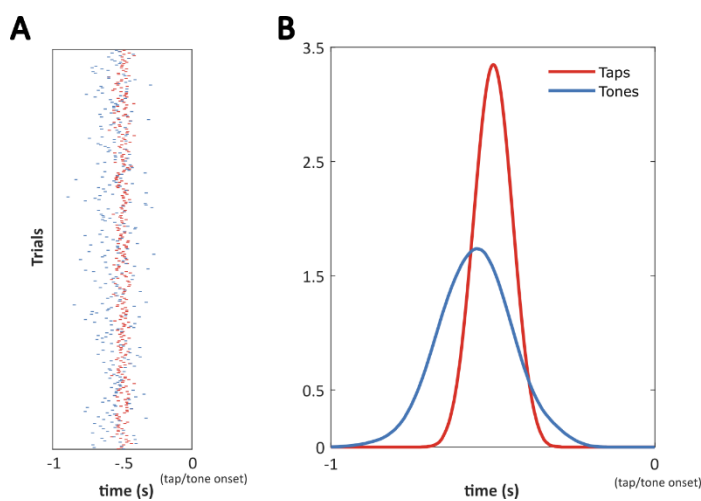 A
Trials
-1
-.5
0
(tap/tone onset)
time (s)
B
3.5
2.5
1.5
0.5
0
Taps
Tones
-1
0
(tap/tone onset)
time (s)